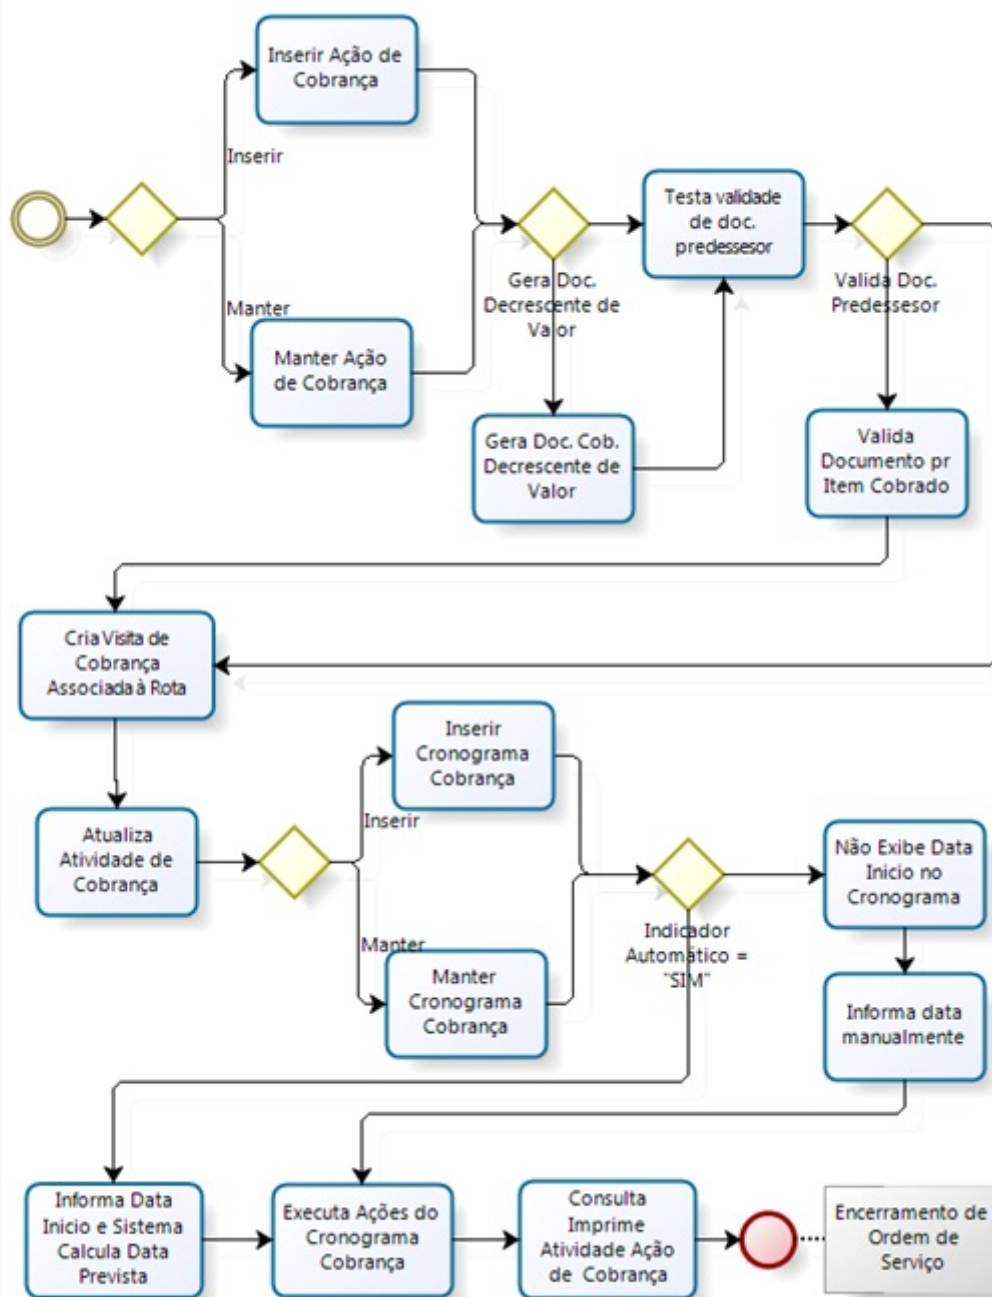 Inserir Ação de
Cobrança
Inserir
Manter
Manter Ação
de Cobrança
Gera Doc.
Decrescente de
Valor
Testa validade
de doc.
predessesor
Valida Doc.
Predessesor
Gera Doc. Cob.
Decrescente de
Valor
Valida
Documento pr
Item Cobrado
Cria Visita de
Cobrança
Associada à Rota
Atualiza
Atividade de
Cobrança
Inserir
Cronograma
Cobrança
Inserir
Manter
Manter
Cronograma
Cobrança
Indicador
Automático =
"SIM"
Não Exibe Data
Inicio no
Cronograma
Informa data
manualmente
Informa Data
Inicio e Sistema
Calcula Data
Prevista
Executa Ações do
Cronograma
Cobrança
Consulta
Imprime
Atividade Ação
de Cobrança
Encerramento de
Ordem de
Serviço